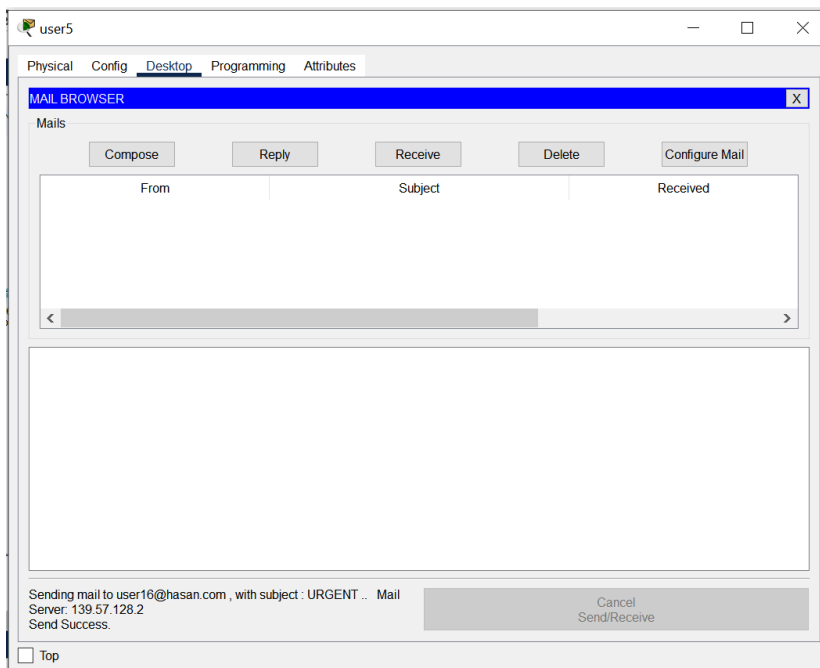 user5
Physical Config Desktop Programming Attributes
MAIL BROWSER X
Mails
Compose Reply Receive Delete Configure Mail
From Subject Received
Sending mail to user16@hasan.com , with subject : URGENT .. Mail
Server: 139.57.128.2
Send Success.
Cancel
Send/Receive
Top